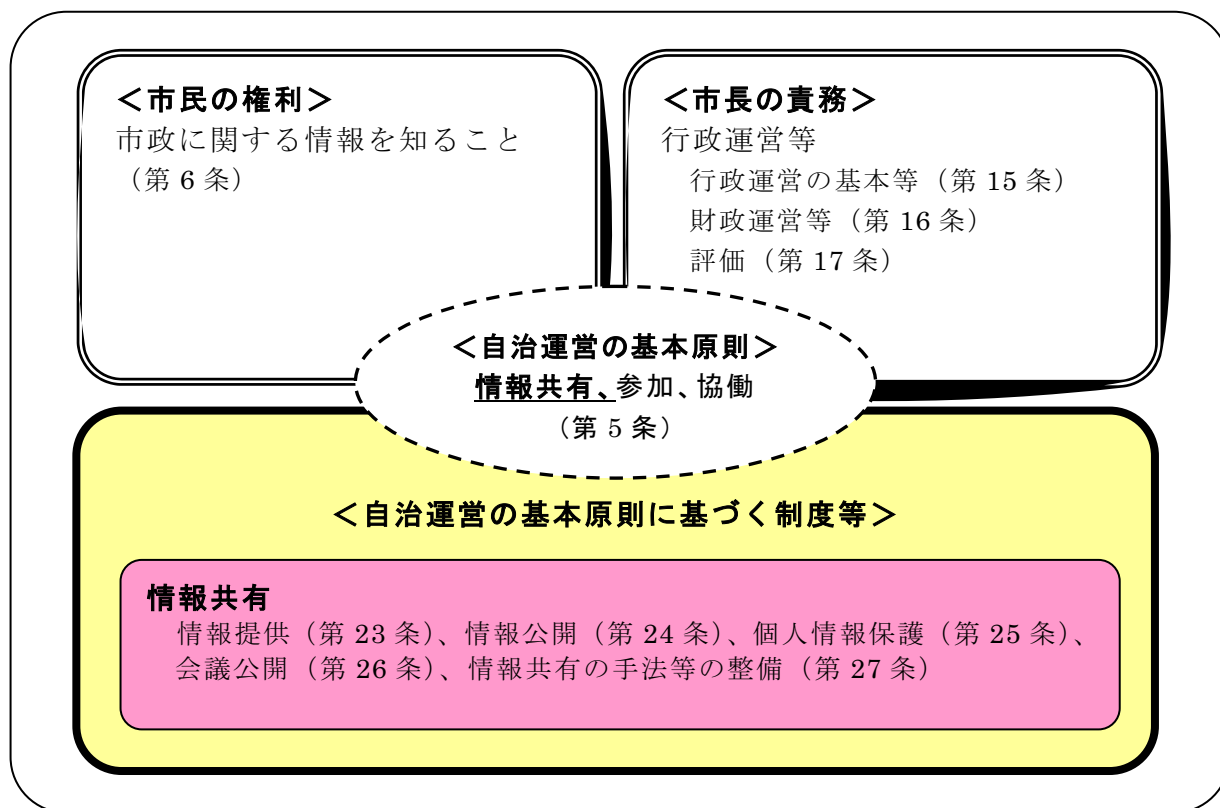 ＜市民の権利＞
市政に関する情報を知ること
（第 6 条）
＜市長の責務＞
行政運営等
行政運営の基本等（第 15 条）
財政運営等（第 16 条）
評価（第 17 条）
＜自治運営の基本原則＞
情報共有、参加、協働
（第 5 条）
＜自治運営の基本原則に基づく制度等＞
情報共有
情報提供（第 23 条）、情報公開（第 24 条）、個人情報保護（第 25 条）、
会議公開（第 26 条）、情報共有の手法等の整備（第 27 条）